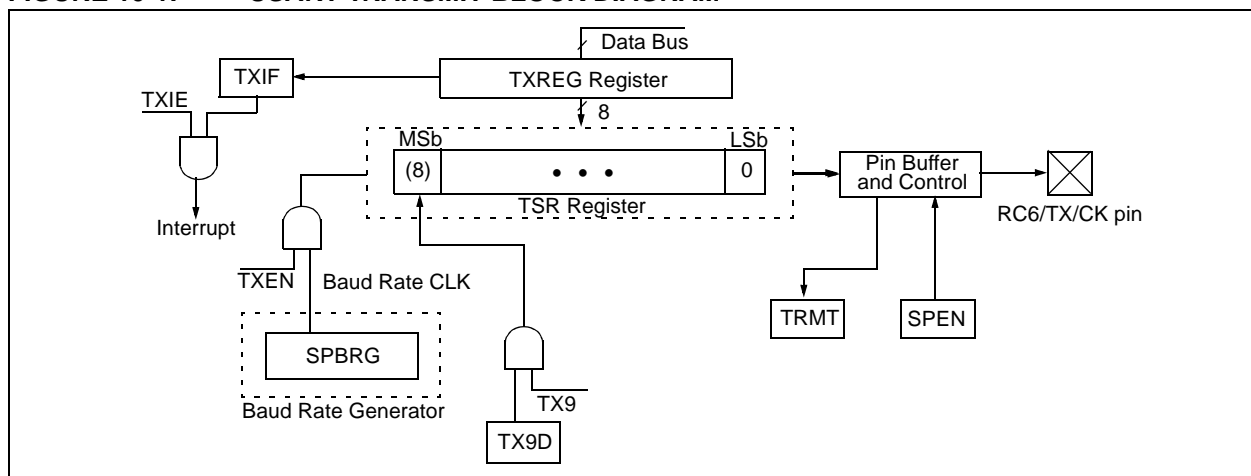 Data Bus
TXIF
TXREG Register
TXIE
8
MSb
LSb
(8)
• • •
0
Pin Buffer
and Control
TSR Register
RC6/TX/CK pin
Interrupt
TXEN
Baud Rate CLK
TRMT
SPEN
SPBRG
TX9
Baud Rate Generator
TX9D